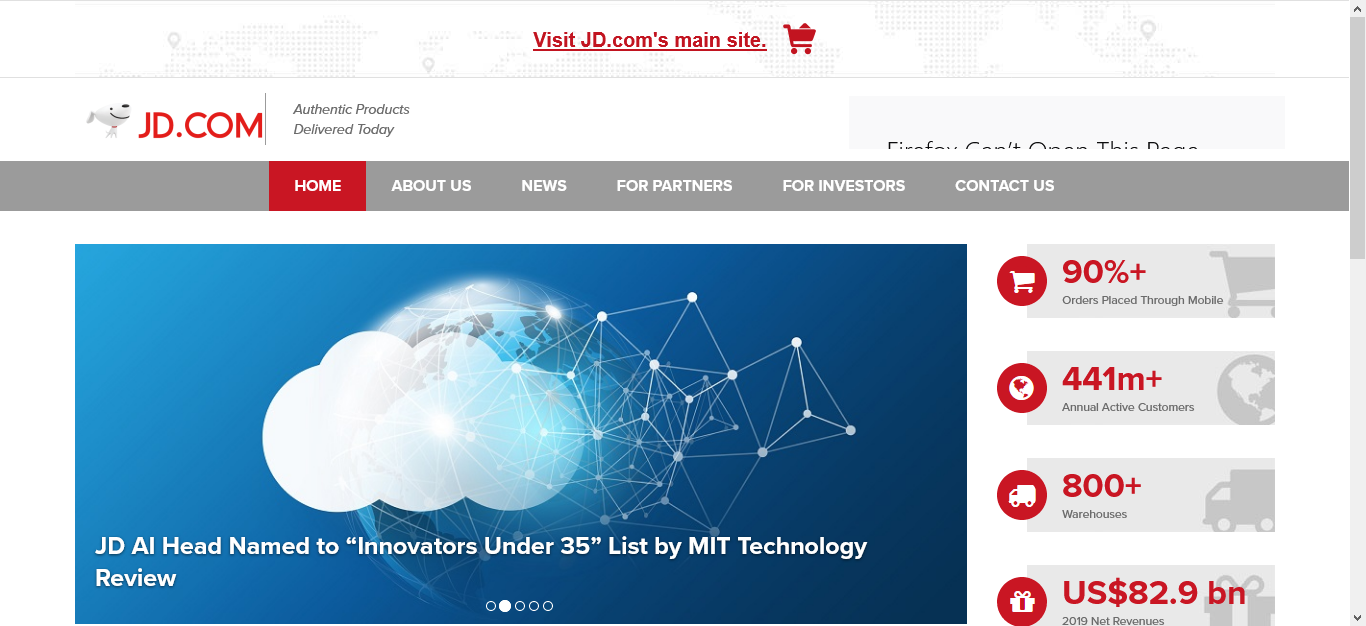 Visit JD.com's main site.
JD.COM
Authentic Products
Delivered Today
Firefox Can't Open This Page
HOME
ABOUT US
NEWS
FOR PARTNERS
FOR INVESTORS
CONTACT US
JD AI Head Named to “Innovators Under 35” List by MIT Technology
Review
90%+
Orders Placed Through Mobile
441m+
Annual Active Customers
800+
Warehouses
US$82.9 bn
2019 Net Revenues